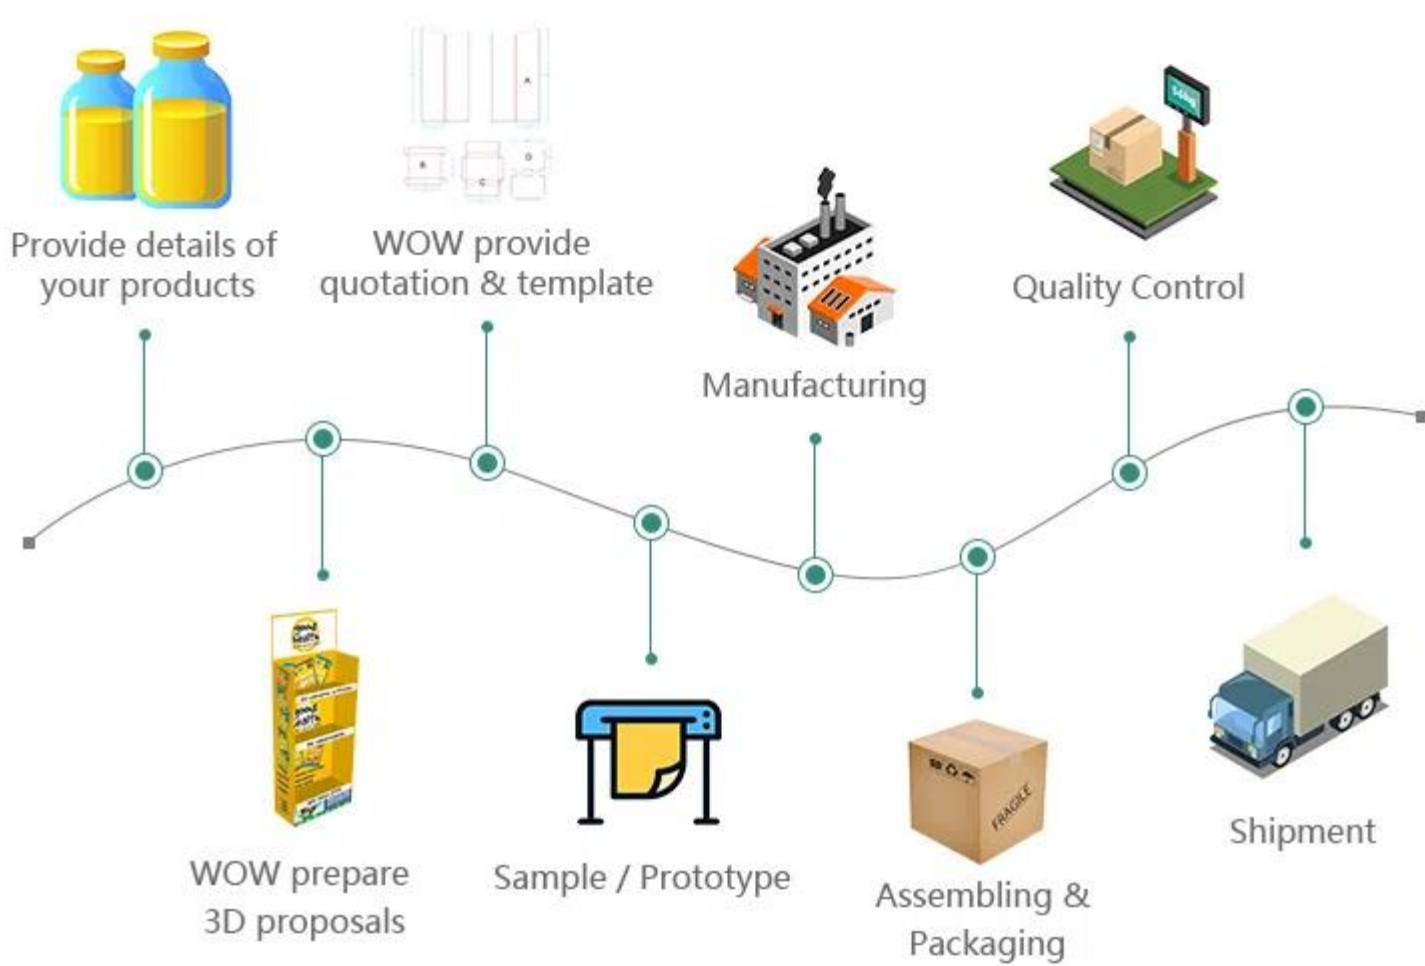 A
B
C
D
Provide details of
your products
WOW provide
quotation & template
Manufacturing
Quality Control
WOW prepare
3D proposals
Sample / Prototype
FRAGILE
Assembling &
Packaging
Shipment